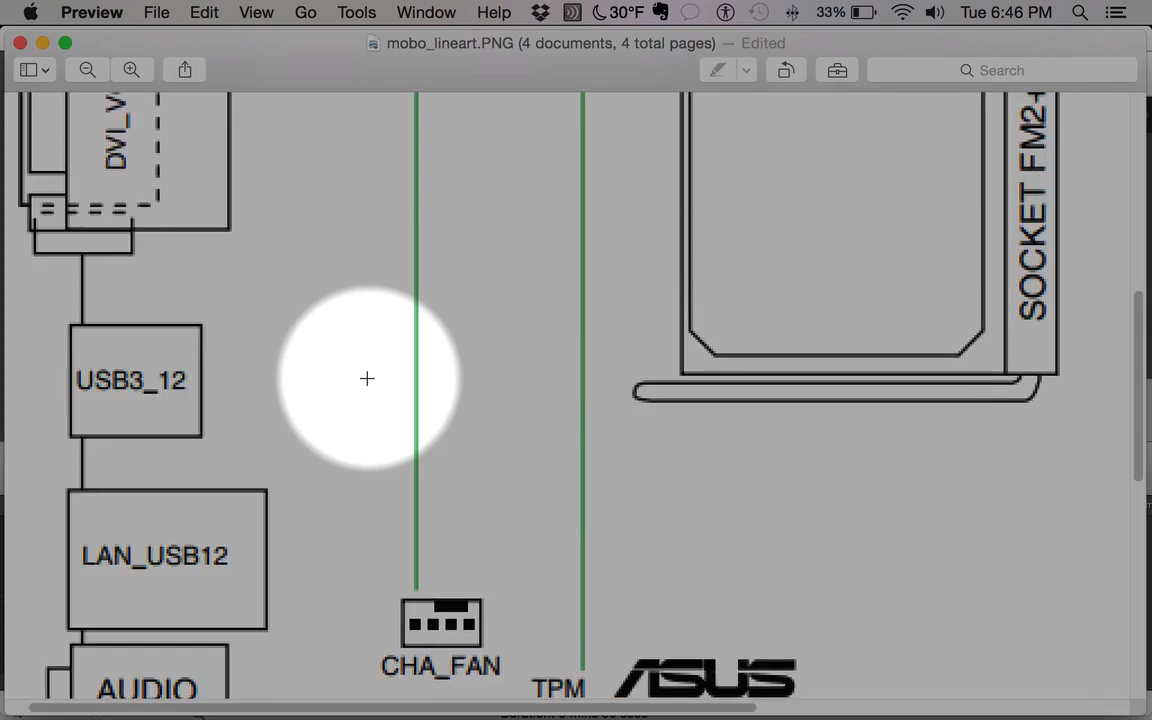 Preview File Edit View Go Tools Window Help 30°F 33% Tue 6:46 PM
mobo_lineart.PNG (4 documents, 4 total pages) — Edited
Search
SOCKET FM2+
USB3_12
LAN_USB12
CHA_FAN
AUDIO
TPM
ASUS